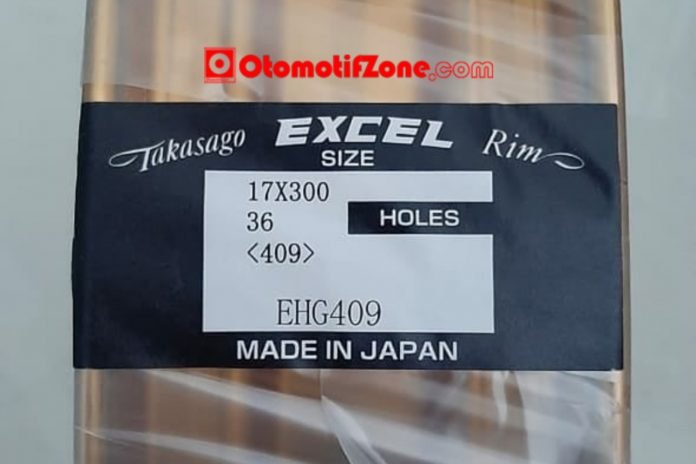 OtomotifZone.com
Takasago EXCEL Rim
SIZE
17X300
36 HOLES
<409>
EHG409
MADE IN JAPAN